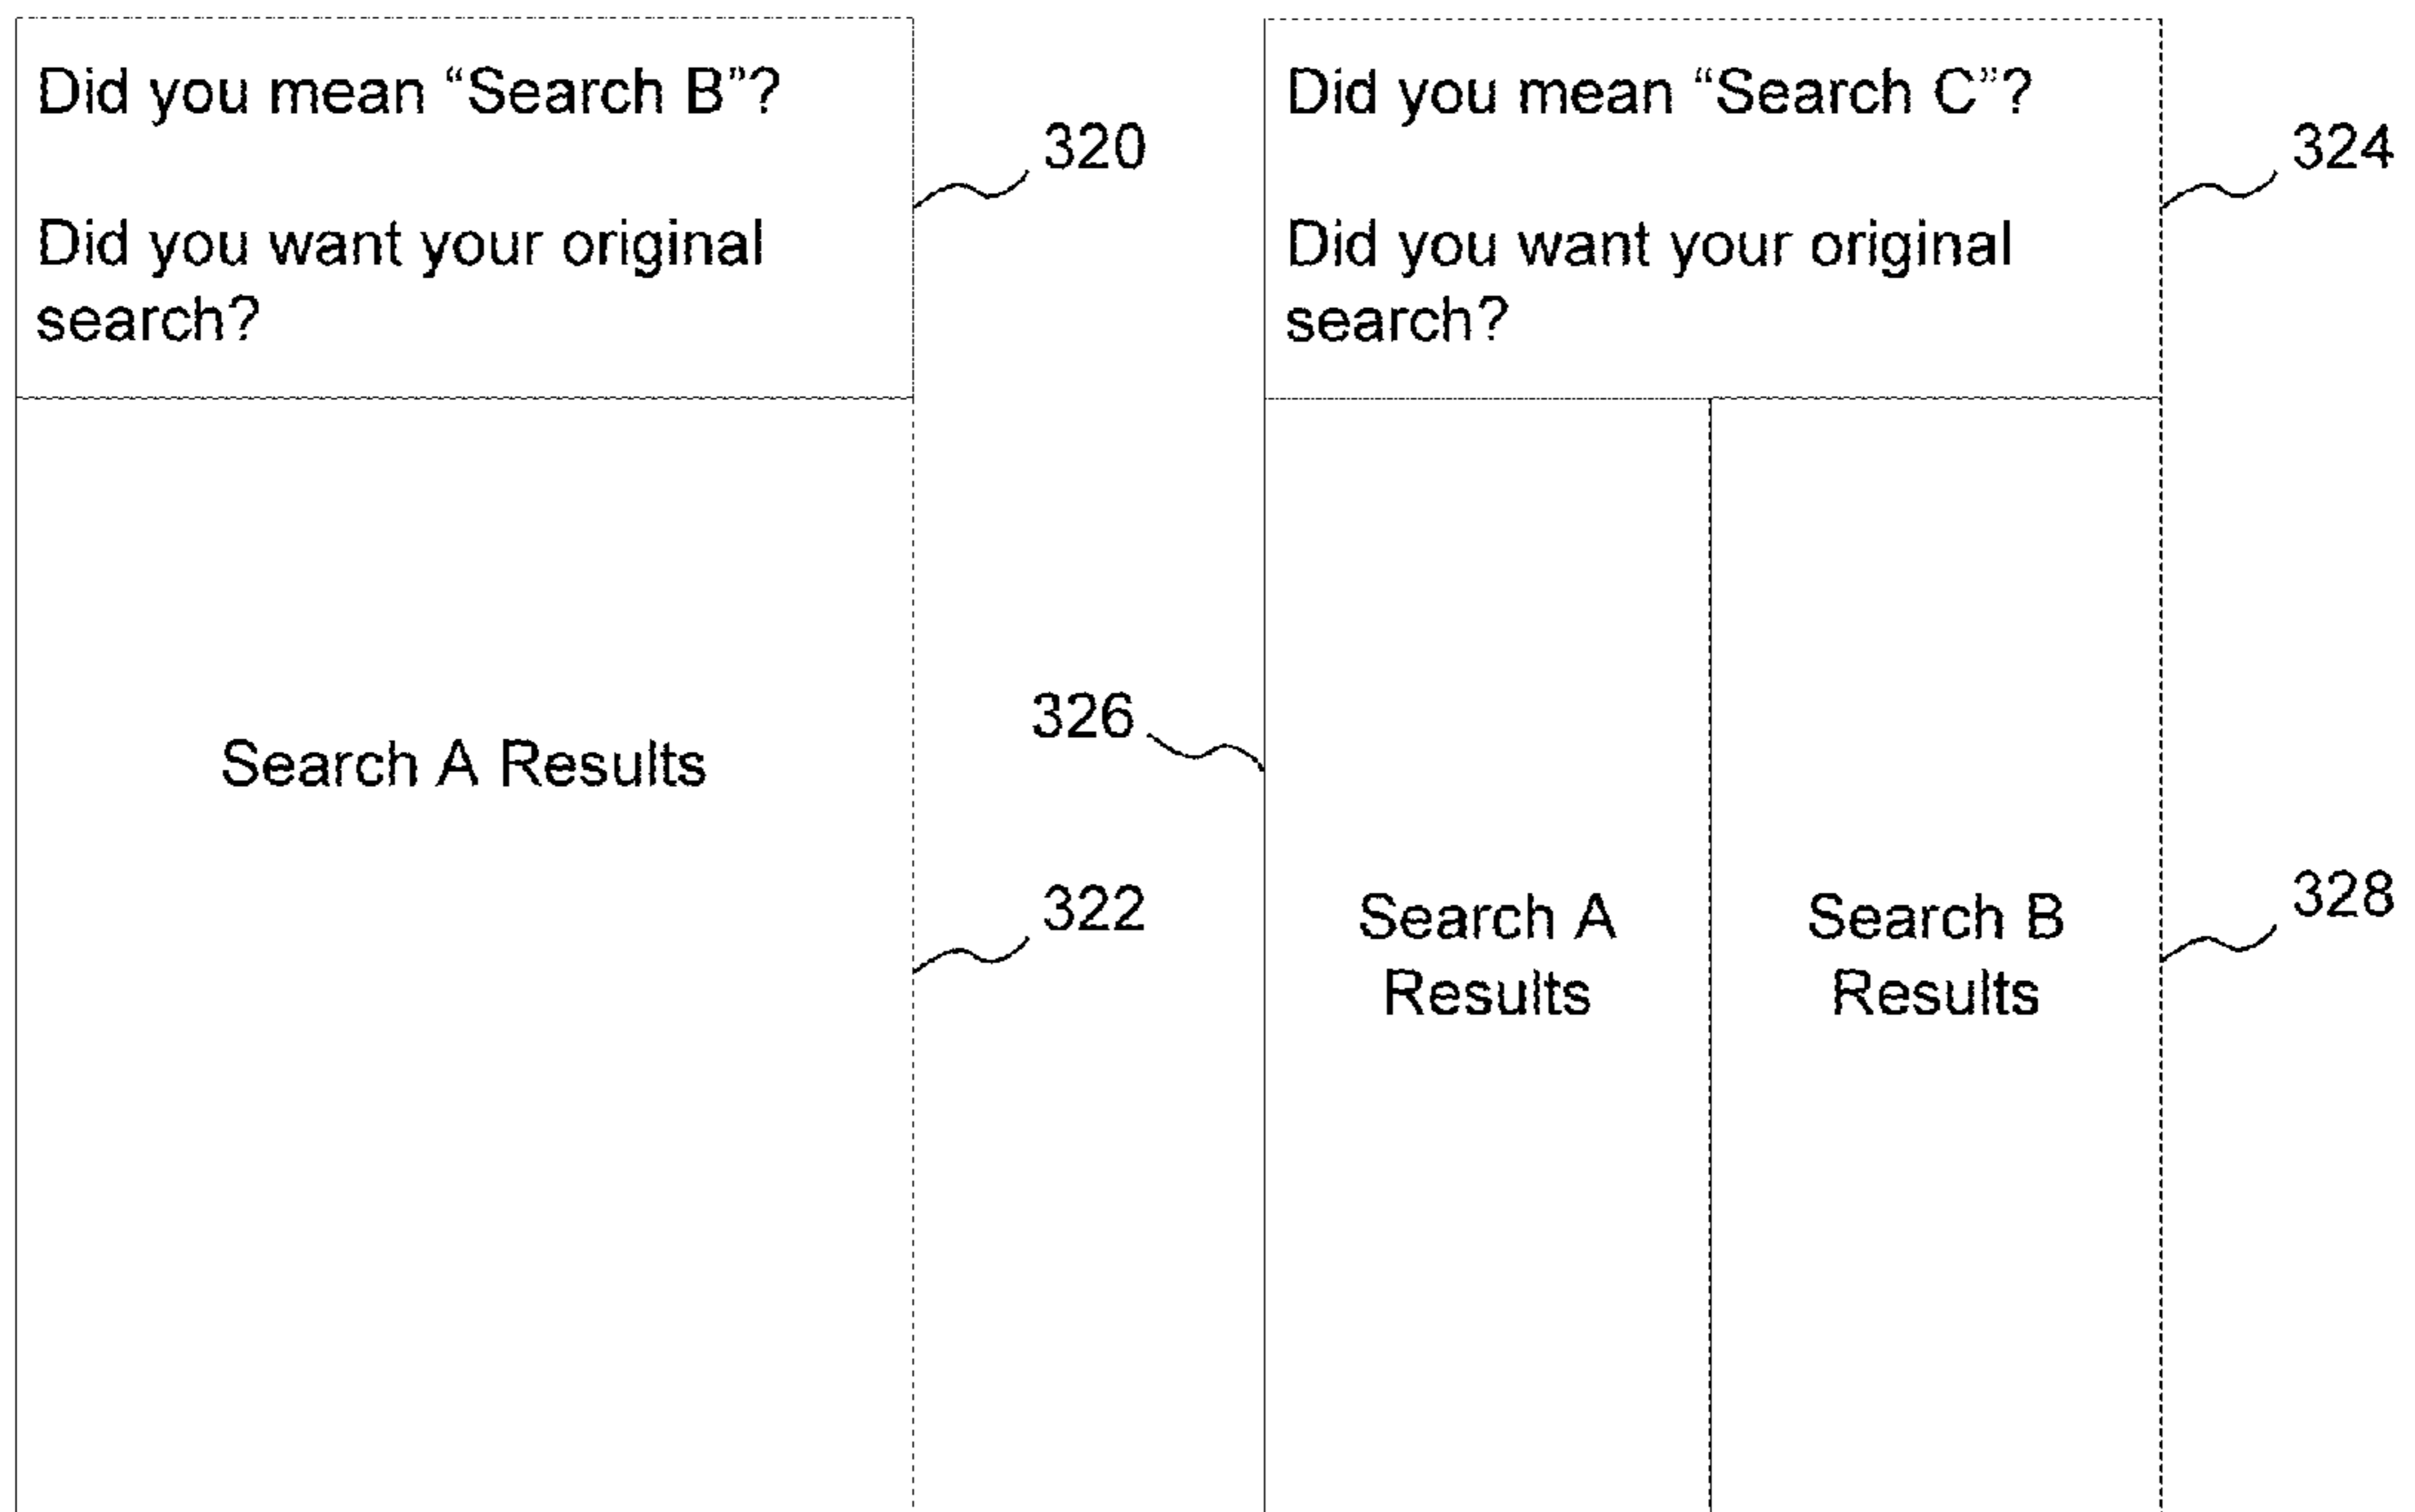 Did you mean “Search B”?
Did you want your original
search?
320
Search A Results
322
Did you mean “Search C”?
Did you want your original
search?
324
326
Search A
Results
Search B
Results
328